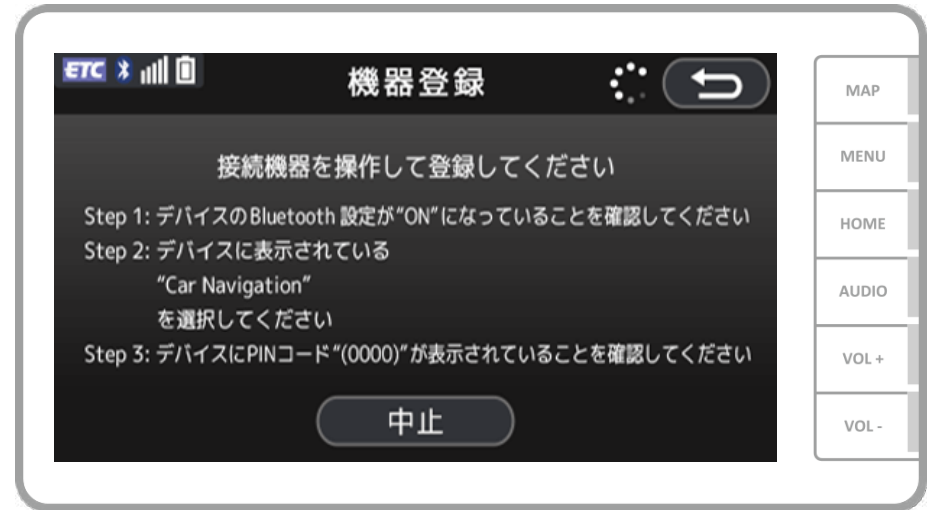 ETC
機器登録
接続機器を操作して登録してください
Step 1: デバイスのBluetooth 設定が“ON”になっていることを確認してください
Step 2: デバイスに表示されている
“Car Navigation”
を選択してください
Step 3: デバイスにPINコード“(0000)”が表示されていることを確認してください
中止
MAP
MENU
HOME
AUDIO
VOL +
VOL -